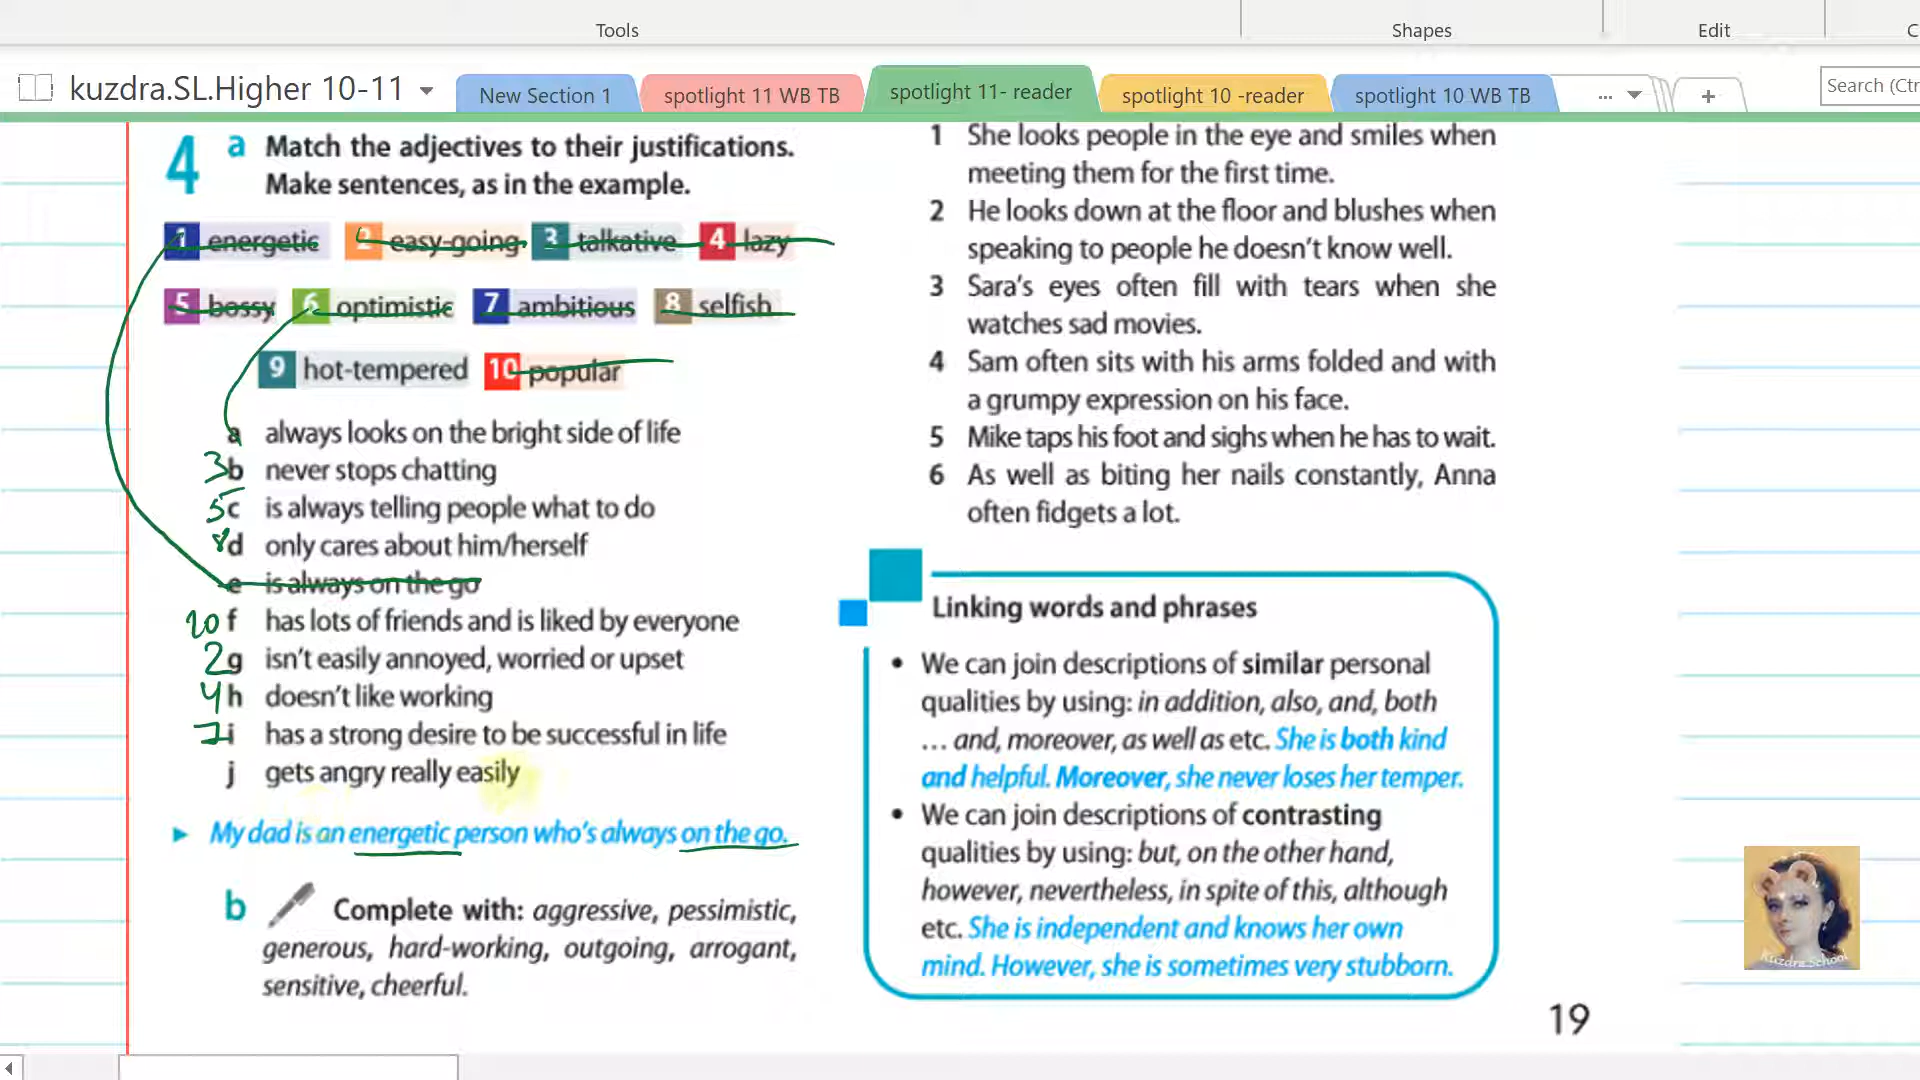 Tools
Shapes
Edit
C
kuzdra.SL.Higher 10-11
New Section 1
spotlight 11 WB TB
spotlight 11- reader
spotlight 10 -reader
spotlight 10 WB TB
...
+
Search (Ctr
4 a Match the adjectives to their justifications.
Make sentences, as in the example.
1 energetic 2 easy-going 3 talkative 4 lazy
5 bossy 6 optimistic 7 ambitious 8 selfish
9 hot-tempered 10 popular
a always looks on the bright side of life
3 b never stops chatting
5 c is always telling people what to do
8 d only cares about him/herself
e is always on the go
10 f has lots of friends and is liked by everyone
2 g isn't easily annoyed, worried or upset
4 h doesn't like working
7 i has a strong desire to be successful in life
j gets angry really easily
► My dad is an energetic person who's always on the go.
b Complete with: aggressive, pessimistic,
generous, hard-working, outgoing, arrogant,
sensitive, cheerful.
1 She looks people in the eye and smiles when
meeting them for the first time.
2 He looks down at the floor and blushes when
speaking to people he doesn't know well.
3 Sara's eyes often fill with tears when she
watches sad movies.
4 Sam often sits with his arms folded and with
a grumpy expression on his face.
5 Mike taps his foot and sighs when he has to wait.
6 As well as biting her nails constantly, Anna
often fidgets a lot.
Linking words and phrases
• We can join descriptions of similar personal
qualities by using: in addition, also, and, both
... and, moreover, as well as etc. She is both kind
and helpful. Moreover, she never loses her temper.
• We can join descriptions of contrasting
qualities by using: but, on the other hand,
however, nevertheless, in spite of this, although
etc. She is independent and knows her own
mind. However, she is sometimes very stubborn.
Kuzdra.School
19